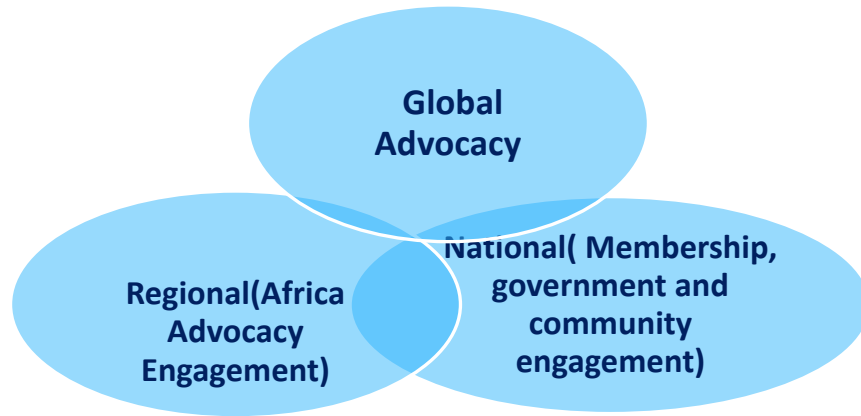 Global
Advocacy
Regional(Africa
Advocacy
Engagement)
National( Membership,
government and
community
engagement)